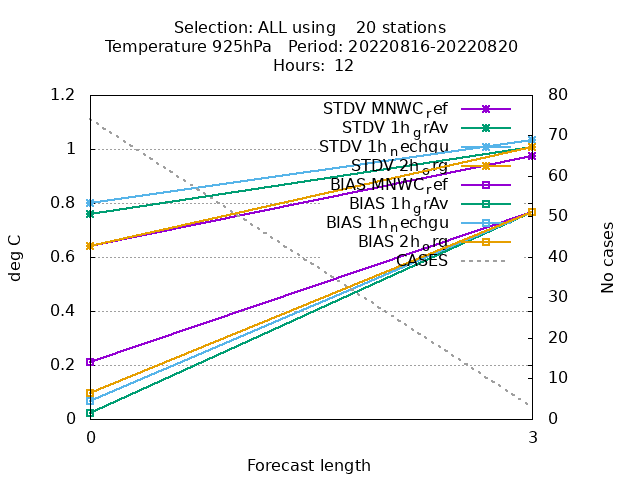 Selection: ALL using    20 stations
Temperature 925hPa   Period: 20220816-20220820
Hours:  12
1.2
1
0.8
0.6
0.4
0.2
0
80
70
60
50
40
30
20
10
0
deg C
No cases
STDV MNWC_ref
STDV 1h_grAv
STDV 1h_nechgu
STDV 2h_org
BIAS MNWC_ref
BIAS 1h_grAv
BIAS 1h_nechgu
BIAS 2h_org
CASES
0
3
Forecast length